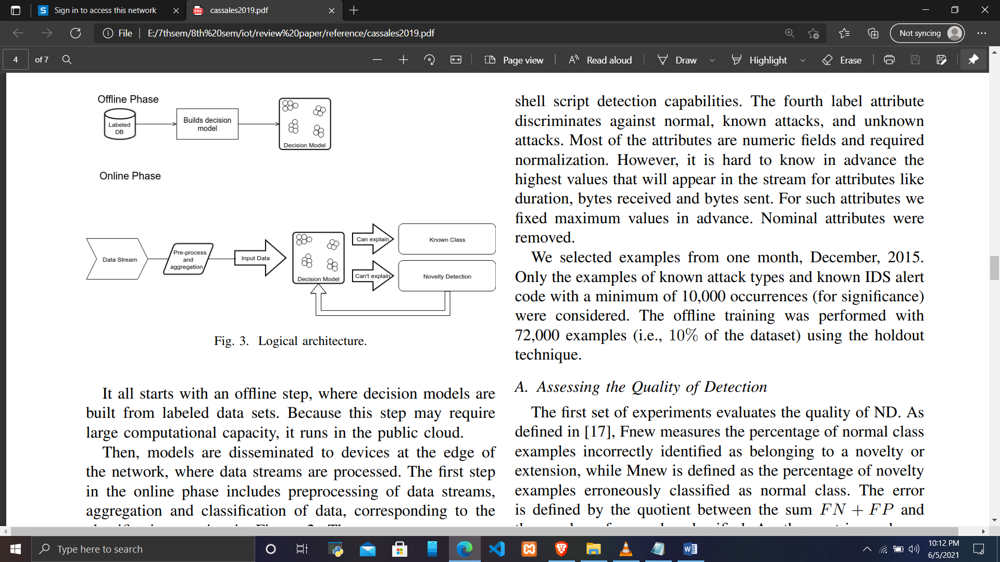 Sign in to access this network
cassales2019.pdf
File
E:/7thsem/8th%20sem/iot/review%20paper/reference/cassales2019.pdf
Not syncing
4 of 7
Page view
Read aloud
Draw
Highlight
Erase
Offline Phase
Labeled
DB
Builds decision
model
Decision Model
Online Phase
Data Stream
Pre-process
and
aggregation
Input Data
Decision Model
Can explain
Known Class
Can't explain
Novelty Detection
Fig. 3. Logical architecture.
It all starts with an offline step, where decision models are
built from labeled data sets. Because this step may require
large computational capacity, it runs in the public cloud.
Then, models are disseminated to devices at the edge of
the network, where data streams are processed. The first step
in the online phase includes preprocessing of data streams,
aggregation and classification of data, corresponding to the
shell script detection capabilities. The fourth label attribute
discriminates against normal, known attacks, and unknown
attacks. Most of the attributes are numeric fields and required
normalization. However, it is hard to know in advance the
highest values that will appear in the stream for attributes like
duration, bytes received and bytes sent. For such attributes we
fixed maximum values in advance. Nominal attributes were
removed.
We selected examples from one month, December, 2015.
Only the examples of known attack types and known IDS alert
code with a minimum of 10,000 occurrences (for significance)
were considered. The offline training was performed with
72,000 examples (i.e., 10% of the dataset) using the holdout
technique.
A. Assessing the Quality of Detection
The first set of experiments evaluates the quality of ND. As
defined in [17], Fnew measures the percentage of normal class
examples incorrectly identified as belonging to a novelty or
extension, while Mnew is defined as the percentage of novelty
examples erroneously classified as normal class. The error
is defined by the quotient between the sum FN + FP and
Type here to search
10:12 PM
6/5/2021